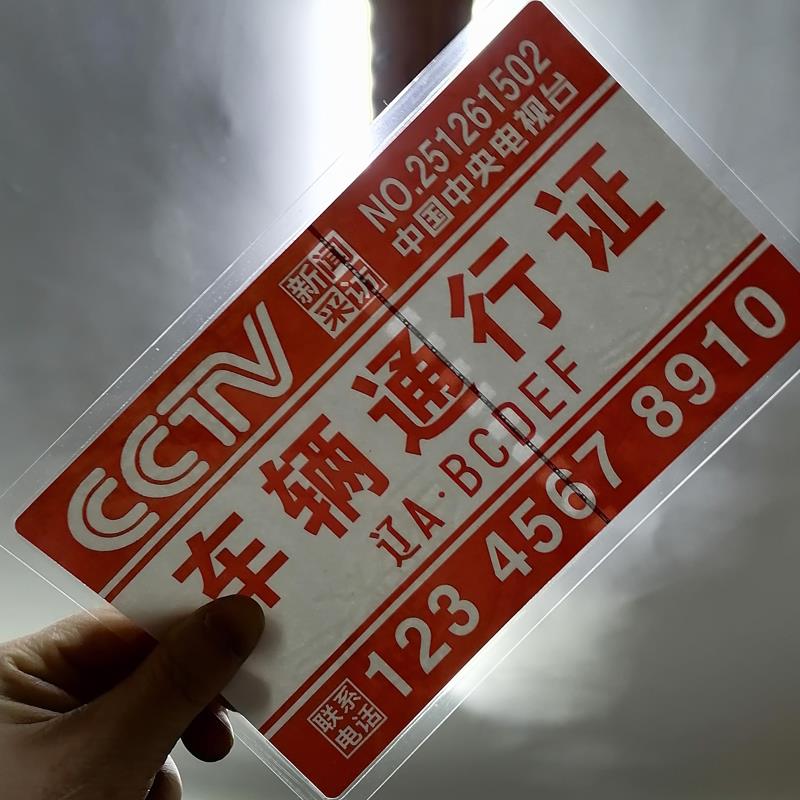 CCTV
新闻
采访
NO.251261502
中国中央电视台
车辆通行证
辽A·BCDEF
联系
电话
123 4567 8910